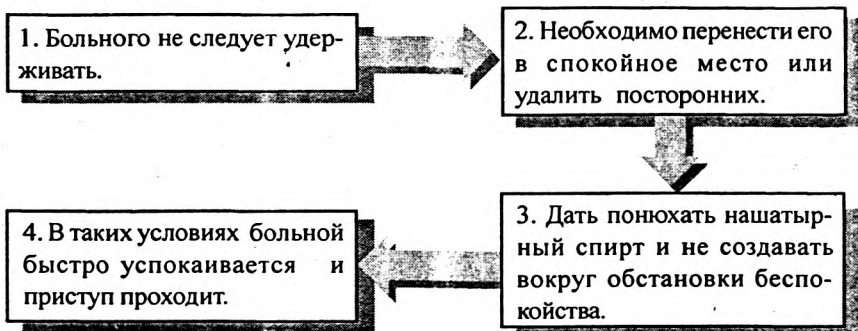 1. Больного не следует удер-
живать.
2. Необходимо перенести его
в спокойное место или
удалить посторонних.
3. Дать понюхать нашатыр-
ный спирт и не создавать
вокруг обстановки беспо-
койства.
4. В таких условиях больной
быстро успокаивается и
приступ проходит.